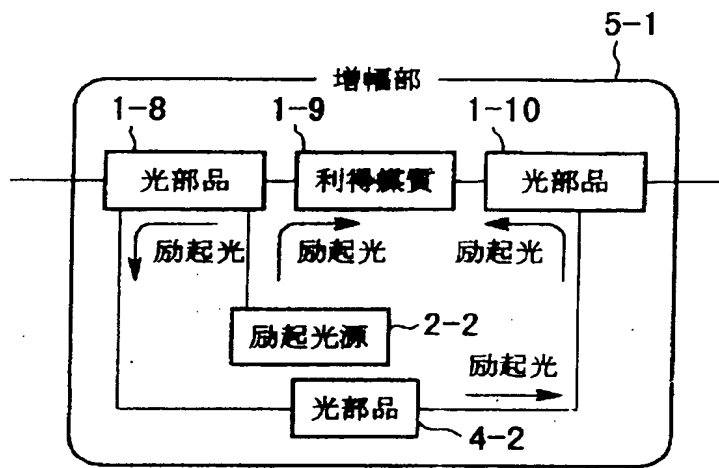 5-1
増幅部
1-8
1-9
1-10
光部品
利得媒質
光部品
励起光
励起光
励起光
励起光源
2-2
励起光
光部品
4-2